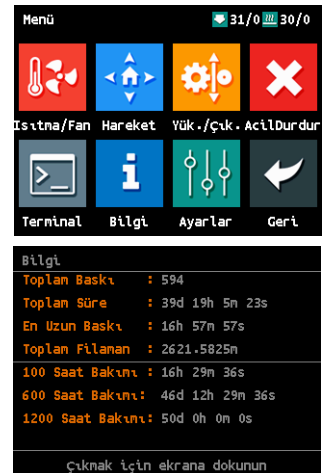 Menü 31/0 30/0
Isıtma/Fan Hareket Yük./Çık. AcilDurdur
Terminal Bilgi Ayarlar Geri
Bilgi
Toplam Baskı : 594
Toplam Süre : 39d 19h 5m 23s
En Uzun Baskı : 16h 57m 57s
Toplam Filaman : 2621.5825m
100 Saat Bakımı : 16h 29m 36s
600 Saat Bakımı: 46d 12h 29m 36s
1200 Saat Bakımı: 50d 0h 0m 0s
Çıkmak için ekrana dokunun